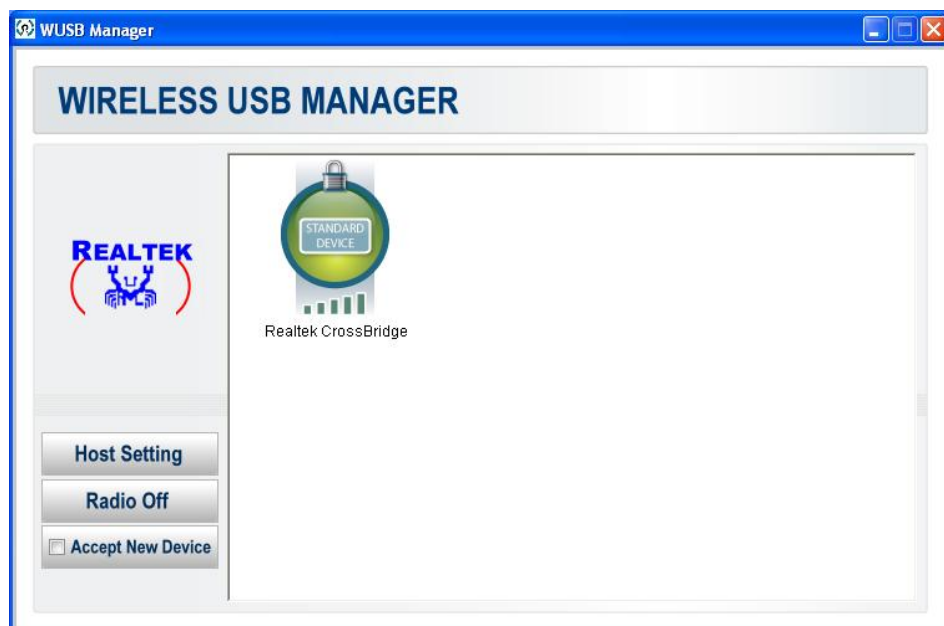 WUSB Manager
WIRELESS USB MANAGER
REALTEK
STANDARD
DEVICE
Realtek CrossBridge
Host Setting
Radio Off
Accept New Device